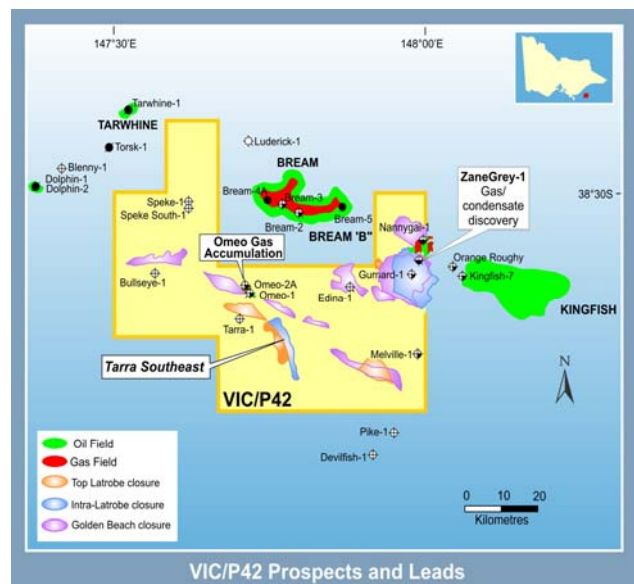 147°30'E
148°00'E
Tarwhine-1
TARWHINE
Torsk-1
Luderick-1
Blenny-1
Dolphin-1
Dolphin-2
BREAM
Speke-1
Speke South-1
Bream-4A
Bream-3
Bream-2
Bream-5
BREAM 'B"
ZaneGrey-1
Gas/
condensate
discovery
38°30'S
Nannygai-1
Omeo Gas
Accumulation
Omeo-2A
Omeo-1
Bullseye-1
Edina-1
Gurnard-1
Orange Roughy
Kingfish-7
KINGFISH
Tarra-1
Tarra Southeast
Melville-1
VIC/P42
N
Pike-1
Devilfish-1
Oil Field
Gas Field
Top Latrobe closure
Intra-Latrobe closure
Golden Beach closure
0 10 20
Kilometres
VIC/P42 Prospects and Leads